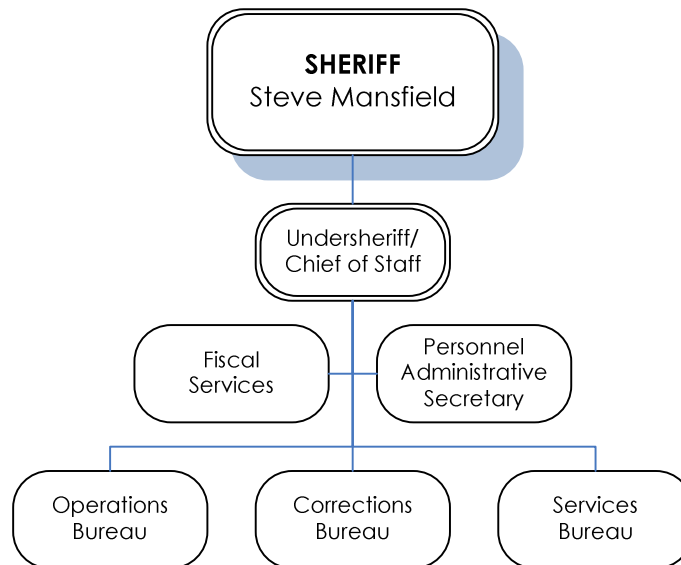 SHERIFF
Steve Mansfield
Undersheriff/
Chief of Staff
Fiscal
Services
Personnel
Administrative
Secretary
Operations
Bureau
Corrections
Bureau
Services
Bureau